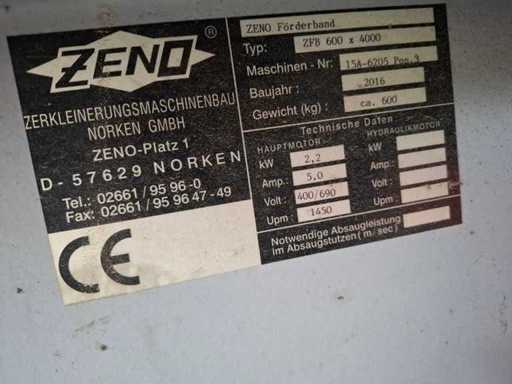 ZENO ®
ZERKLEINERUNGSMASCHINENBAU
NORKEN GMBH
ZENO-Platz 1
D - 57629 NORKEN
Tel.: 02661/95 96-0
Fax: 02661/95 96 47-49
CE
ZENO Förderband
Typ: ZFB 600 x 4000
Maschinen - Nr: 15A-6205 Pos.9
Baujahr: 2016
Gewicht (kg): ca. 600
Technische Daten
HAUPTMOTOR HYDRAULIKMOTOR
kW 2,2 kW
Amp.: 5,0 Amp.:
Volt: 400/690 Volt:
Upm: 1450 Upm:
Notwendige Absaugleistung
im Absaugstutzen (m/sec)